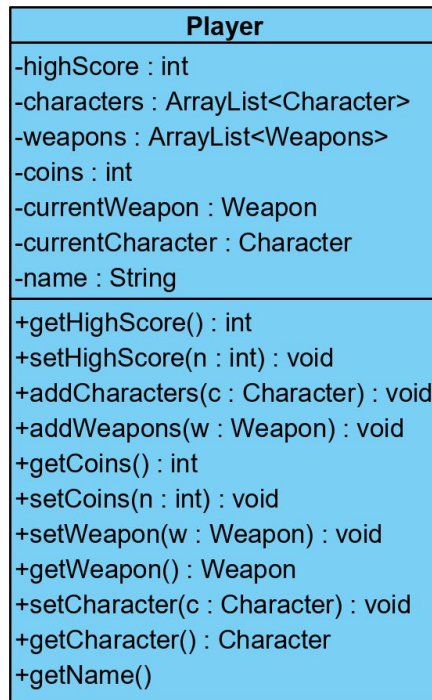 Player
-highScore : int
-characters : ArrayList<Character>
-weapons : ArrayList<Weapons>
-coins : int
-currentWeapon : Weapon
-currentCharacter : Character
-name : String
+getHighScore() : int
+setHighScore(n : int) : void
+addCharacters(c : Character) : void
+addWeapons(w : Weapon) : void
+getCoins() : int
+setCoins(n : int) : void
+setWeapon(w : Weapon) : void
+getWeapon() : Weapon
+setCharacter(c : Character) : void
+getCharacter() : Character
+getName()